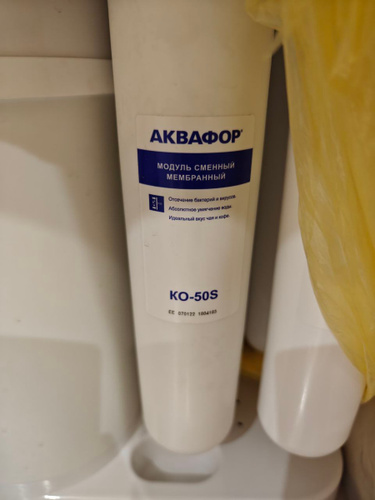 АКВАФОР®
МОДУЛЬ СМЕННЫЙ
МЕМБРАННЫЙ
Отсечение бактерий и вирусов
Абсолютное умягчение воды
Идеальный вкус чая и кофе
КО-50S